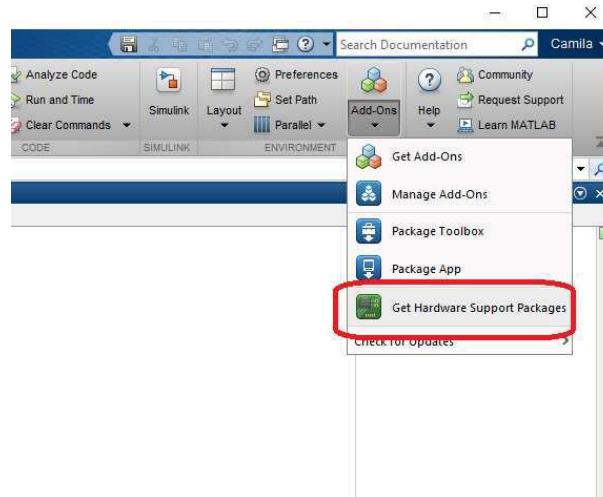 Search Documentation
Camila
Analyze Code
Run and Time
Clear Commands
CODE
Simulink
SIMULINK
Layout
Preferences
Set Path
Parallel
ENVIRONMENT
Add-Ons
Help
Community
Request Support
Learn MATLAB
Get Add-Ons
Manage Add-Ons
Package Toolbox
Package App
Get Hardware Support Packages
Check for Updates